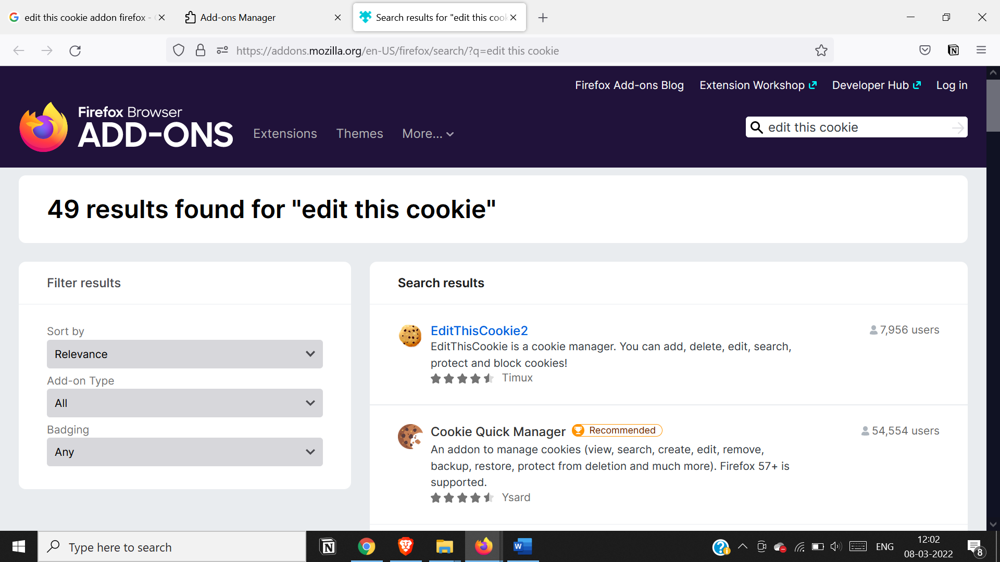 edit this cookie addon firefox -
Add-ons Manager
Search results for "edit this cook
https://addons.mozilla.org/en-US/firefox/search/?q=edit this cookie
Firefox Add-ons Blog
Extension Workshop
Developer Hub
Log in
Firefox Browser
ADD-ONS
Extensions
Themes
More...
edit this cookie
49 results found for "edit this cookie"
Filter results
Sort by
Relevance
Add-on Type
All
Badging
Any
Search results
EditThisCookie2
7,956 users
EditThisCookie is a cookie manager. You can add, delete, edit, search,
protect and block cookies!
Timux
Cookie Quick Manager
Recommended
54,554 users
An addon to manage cookies (view, search, create, edit, remove,
backup, restore, protect from deletion and much more). Firefox 57+ is
supported.
Ysard
Type here to search
ENG
12:02
08-03-2022
8